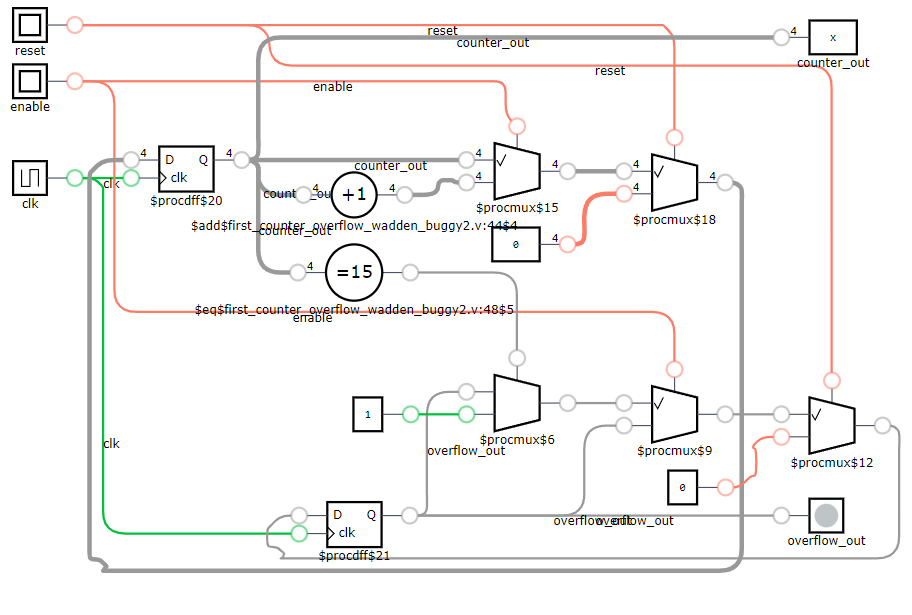 reset
counter_out
4
x
counter_out
reset
enable
enable
4
D
Q
4
clk
clk
clk
$procdff$20
counter_out
4
4
4
$procmux$15
4
4
4
$procmux$18
4
+1
4
$add$first_counter_overflow_wadden_buggy2.v:44$4
counter_out
0
4
4
=15
$eq$first_counter_overflow_wadden_buggy2.v:48$5
enable
1
$procmux$6
overflow_out
$procmux$9
$procmux$12
clk
0
D
Q
clk
$procdff$21
overflow_out
overflow_out
overflow_out
reset